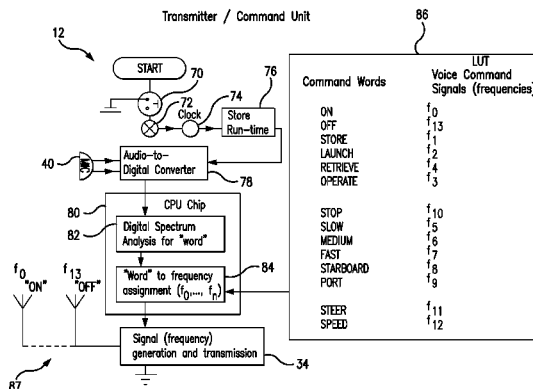 Transmitter / Command Unit
12
START
70
72
Clock
74
76
Store
Run-time
40
MIC
Audio-to-
Digital Converter
78
80
CPU Chip
82
Digital Spectrum
Analysis for "word"
"Word" to frequency
assignment (f0,..., fn)
84
f0
"ON"
f13
"OFF"
Signal (frequency)
generation and transmission
34
87
86
LUT
Command Words
Voice Command
Signals (frequencies)
ON f0
OFF f13
STORE f1
LAUNCH f2
RETRIEVE f4
OPERATE f3
STOP f10
SLOW f5
MEDIUM f6
FAST f7
STARBOARD f8
PORT f9
STEER f11
SPEED f12